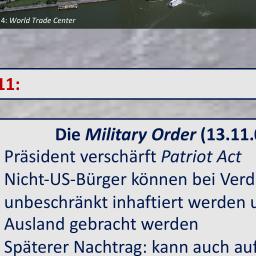 4: World Trade Center
11:
Die Military Order (13.11.0
Präsident verschärft Patriot Act
Nicht-US-Bürger können bei Verd
unbeschränkt inhaftiert werden u
Ausland gebracht werden
Späterer Nachtrag: kann auch auf